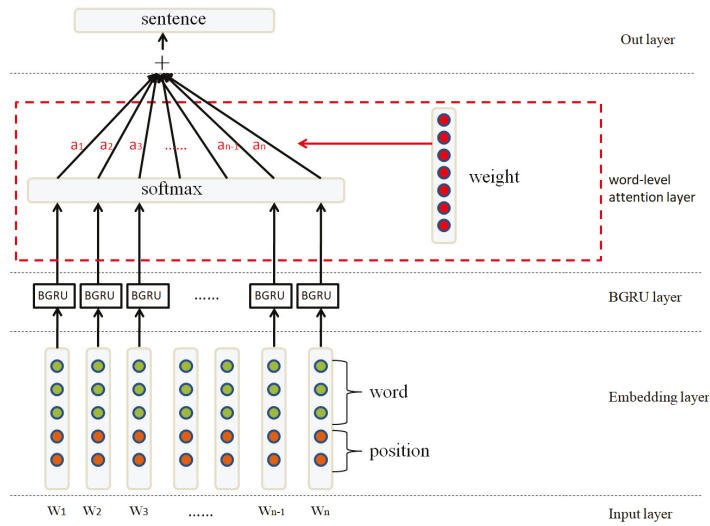 sentence
Out layer
+
a1 a2 a3 ...... an-1 an
softmax
weight
word-level
attention layer
BGRU BGRU BGRU ...... BGRU BGRU
BGRU layer
word
Embedding layer
position
W1 W2 W3 ...... Wn-1 Wn
Input layer